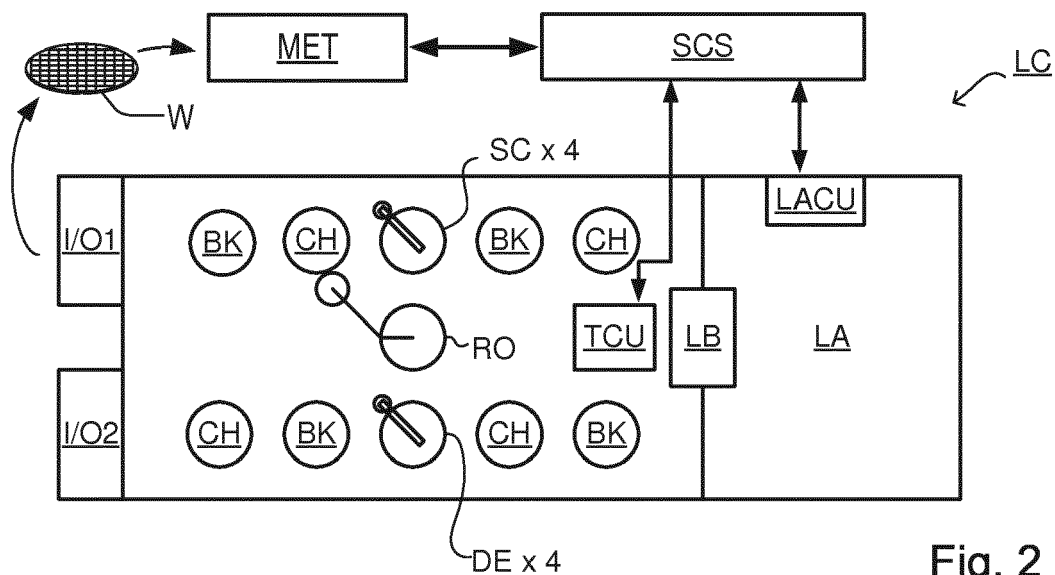 MET
SCS
LC
W
SC x 4
LACU
I/O1
BK
CH
BK
CH
RO
TCU
LB
LA
I/O2
CH
BK
CH
BK
DE x 4
Fig. 2